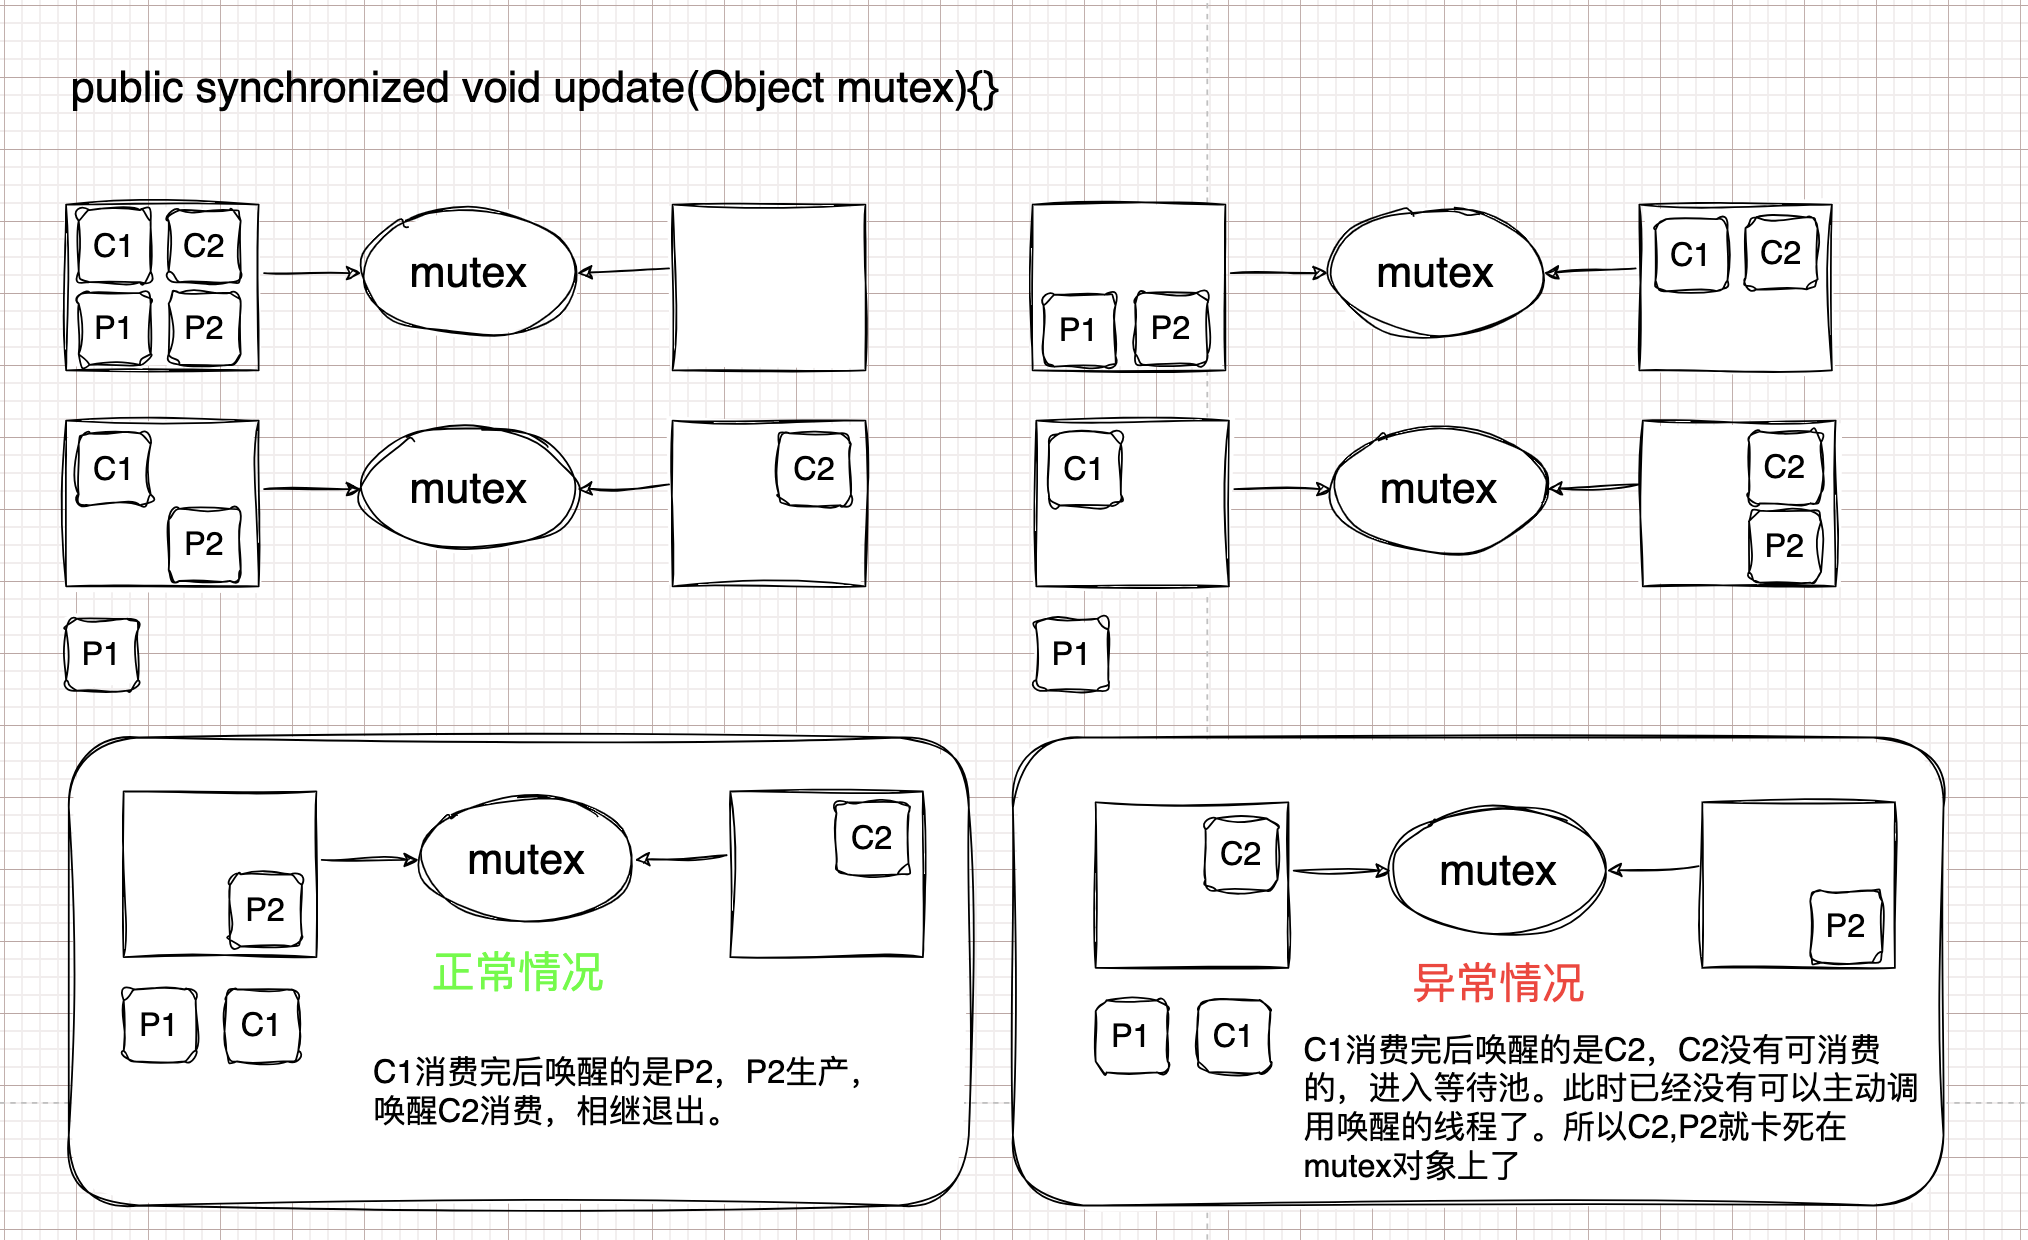 public synchronized void update(Object mutex){}
C1 C2
P1 P2
mutex
P1 P2
mutex
C1 C2
C1
P2
mutex
C2
C1
mutex
C2
P2
P1
P1
P2
mutex
C2
正常情况
P1 C1
C1消费完后唤醒的是P2，P2生产，
唤醒C2消费，相继退出。
C2
mutex
P2
异常情况
P1 C1
C1消费完后唤醒的是C2，C2没有可消费
的，进入等待池。此时已经没有可以主动调
用唤醒的线程了。所以C2,P2就卡死在
mutex对象上了